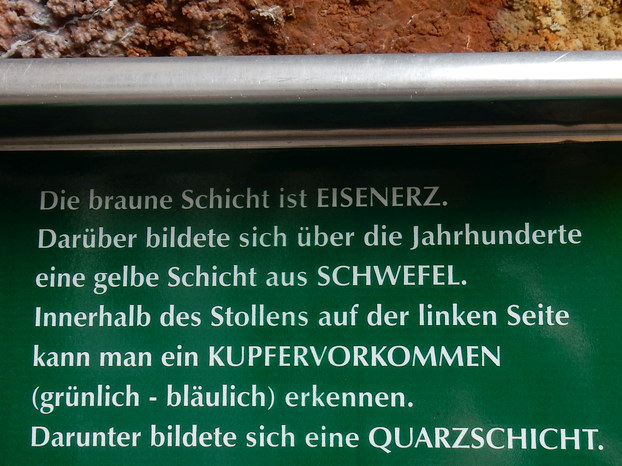 Die braune Schicht ist EISENERZ.
Darüber bildete sich über die Jahrhunderte
eine gelbe Schicht aus SCHWEFEL.
Innerhalb des Stollens auf der linken Seite
kann man ein KUPFERVORKOMMEN
(grünlich - bläulich) erkennen.
Darunter bildete sich eine QUARZSCHICHT.